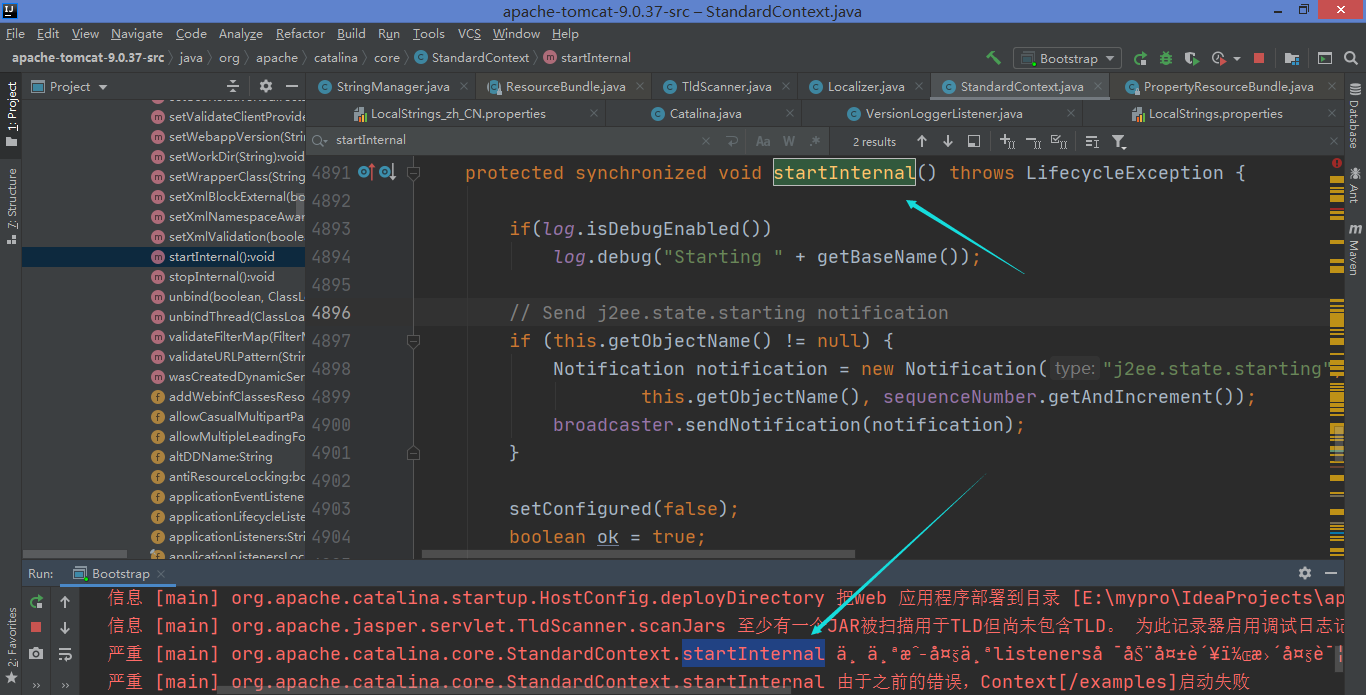 apache-tomcat-9.0.37-src – StandardContext.java
File Edit View Navigate Code Analyze Refactor Build Run Tools VCS Window Help
apache-tomcat-9.0.37-src java org apache catalina core StandardContext startInternal
Bootstrap
Project
StringManager.java ResourceBundle.java TldScanner.java Localizer.java StandardContext.java PropertyResourceBundle.java
LocalStrings_zh_CN.properties Catalina.java VersionLoggerListener.java LocalStrings.properties
startInternal Aa W .* 2 results
1: Project
7: Structure
2: Favorites
Database
Ant
Maven
setValidateClientProvide
setWebappVersion(Strin
setWorkDir(String):void
setWrapperClass(String
setXmlBlockExternal(bo
setXmlNamespaceAwar
setXmlValidation(boolea
startInternal():void
stopInternal():void
unbind(boolean, ClassL
unbindThread(ClassLoa
validateFilterMap(FilterM
validateURLPattern(Strin
wasCreatedDynamicSer
addWebinfClassesReso
allowCasualMultipartPa
allowMultipleLeadingFo
altDDName:String
antiResourceLocking:bo
applicationEventListene
applicationLifecycleListe
applicationListeners:Stri
applicationListenersLoc
4891 protected synchronized void startInternal() throws LifecycleException {
4892
4893 if(log.isDebugEnabled())
4894 log.debug("Starting " + getBaseName());
4895
4896 // Send j2ee.state.starting notification
4897 if (this.getObjectName() != null) {
4898 Notification notification = new Notification( type: "j2ee.state.starting",
4899 this.getObjectName(), sequenceNumber.getAndIncrement());
4900 broadcaster.sendNotification(notification);
4901 }
4902
4903 setConfigured(false);
4904 boolean ok = true;
Run: Bootstrap
信息 [main] org.apache.catalina.startup.HostConfig.deployDirectory 把web 应用程序部署到目录 [E:\mypro\IdeaProjects\ap
信息 [main] org.apache.jasper.servlet.TldScanner.scanJars 至少有一个JAR被扫描用于TLD但尚未包含TLD。 为此记录器启用调试日志记
严重 [main] org.apache.catalina.core.StandardContext.startInternal
严重 [main] org.apache.catalina.core.StandardContext.startInternal 由于之前的错误，Context[/examples]启动失败